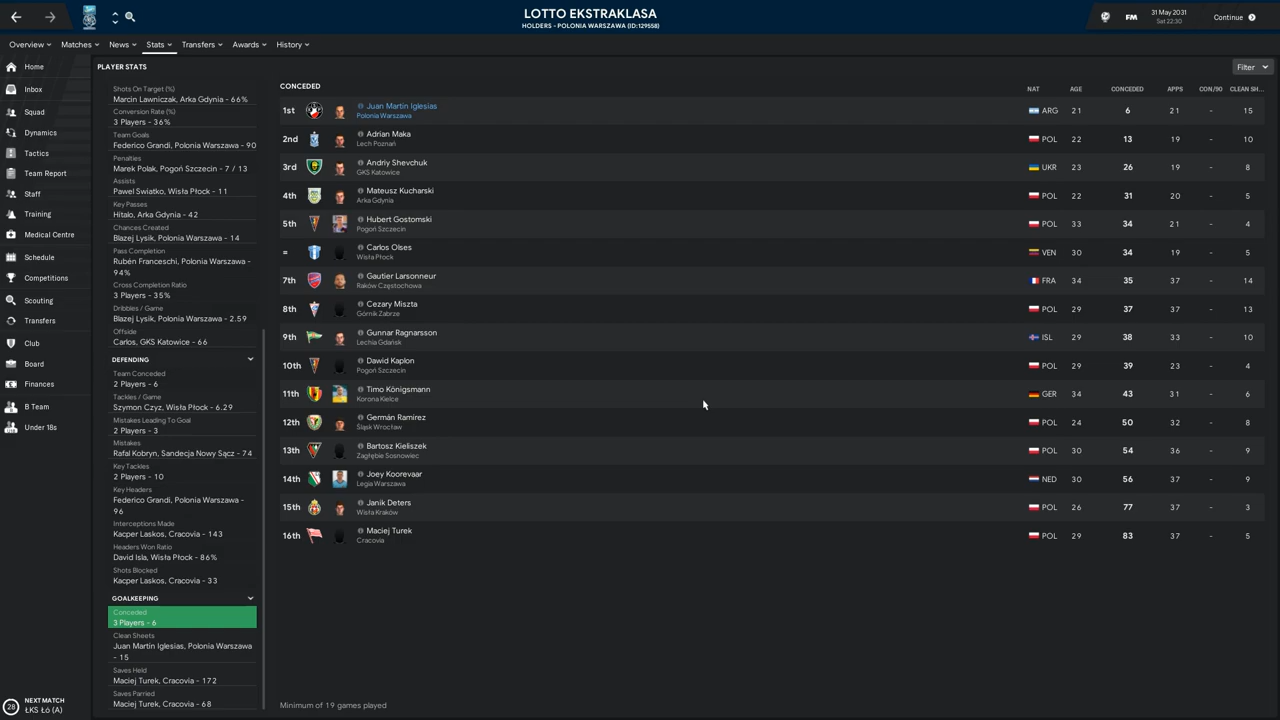 LOTTO EKSTRAKLASA
HOLDERS - POLONIA WARSZAWA (ID:129558)
FM
31 May 2031
Sat 22:30
Continue
Overview
Matches
News
Stats
Transfers
Awards
History
Home
Inbox
Squad
Dynamics
Tactics
Team Report
Staff
Training
Medical Centre
Schedule
Competitions
Scouting
Transfers
Club
Board
Finances
B Team
Under 18s
28
NEXT MATCH
ŁKS Łó (A)
PLAYER STATS
Filter
Shots On Target (%)
Marcin Lawniczak, Arka Gdynia - 66%
Conversion Rate (%)
3 Players - 36%
Team Goals
Federico Grandi, Polonia Warszawa - 90
Penalties
Marek Polak, Pogoń Szczecin - 7 / 13
Assists
Pawel Swiatko, Wisła Płock - 11
Key Passes
Hítalo, Arka Gdynia - 42
Chances Created
Blazej Lysik, Polonia Warszawa - 14
Pass Completion
Rubén Franceschi, Polonia Warszawa -
94%
Cross Completion Ratio
3 Players - 35%
Dribbles / Game
Blazej Lysik, Polonia Warszawa - 2.59
Offside
Carlos, GKS Katowice - 66
DEFENDING
Team Conceded
2 Players - 6
Tackles / Game
Szymon Czyz, Wisła Płock - 6.29
Mistakes Leading To Goal
2 Players - 3
Mistakes
Rafal Kobryn, Sandecja Nowy Sącz - 74
Key Tackles
2 Players - 10
Key Headers
Federico Grandi, Polonia Warszawa -
96
Interceptions Made
Kacper Laskos, Cracovia - 143
Headers Won Ratio
David Isla, Wisła Płock - 86%
Shots Blocked
Kacper Laskos, Cracovia - 33
GOALKEEPING
Conceded
3 Players - 6
Clean Sheets
Juan Martín Iglesias, Polonia Warszawa
- 15
Saves Held
Maciej Turek, Cracovia - 172
Saves Parried
Maciej Turek, Cracovia - 68
CONCEDED
NAT AGE CONCEDED APPS CON/90 CLEAN SH...
1st Juan Martín Iglesias ARG 21 6 21 - 15
Polonia Warszawa
2nd Adrian Maka POL 22 13 19 - 10
Lech Poznań
3rd Andriy Shevchuk UKR 23 26 19 - 8
GKS Katowice
4th Mateusz Kucharski POL 22 31 20 - 5
Arka Gdynia
5th Hubert Gostomski POL 33 34 21 - 4
Pogoń Szczecin
= Carlos Olses VEN 30 34 19 - 5
Wisła Płock
7th Gautier Larsonneur FRA 34 35 37 - 14
Raków Częstochowa
8th Cezary Miszta POL 29 37 37 - 13
Górnik Zabrze
9th Gunnar Ragnarsson ISL 29 38 33 - 10
Lechia Gdańsk
10th Dawid Kaplon POL 29 39 23 - 4
Pogoń Szczecin
11th Timo Königsmann GER 34 43 31 - 6
Korona Kielce
12th Germán Ramírez POL 24 50 32 - 8
Śląsk Wrocław
13th Bartosz Kieliszek POL 30 54 36 - 9
Zagłębie Sosnowiec
14th Joey Koorevaar NED 30 56 37 - 9
Legia Warszawa
15th Janik Deters POL 26 77 37 - 3
Wisła Kraków
16th Maciej Turek POL 29 83 37 - 5
Cracovia
Minimum of 19 games played